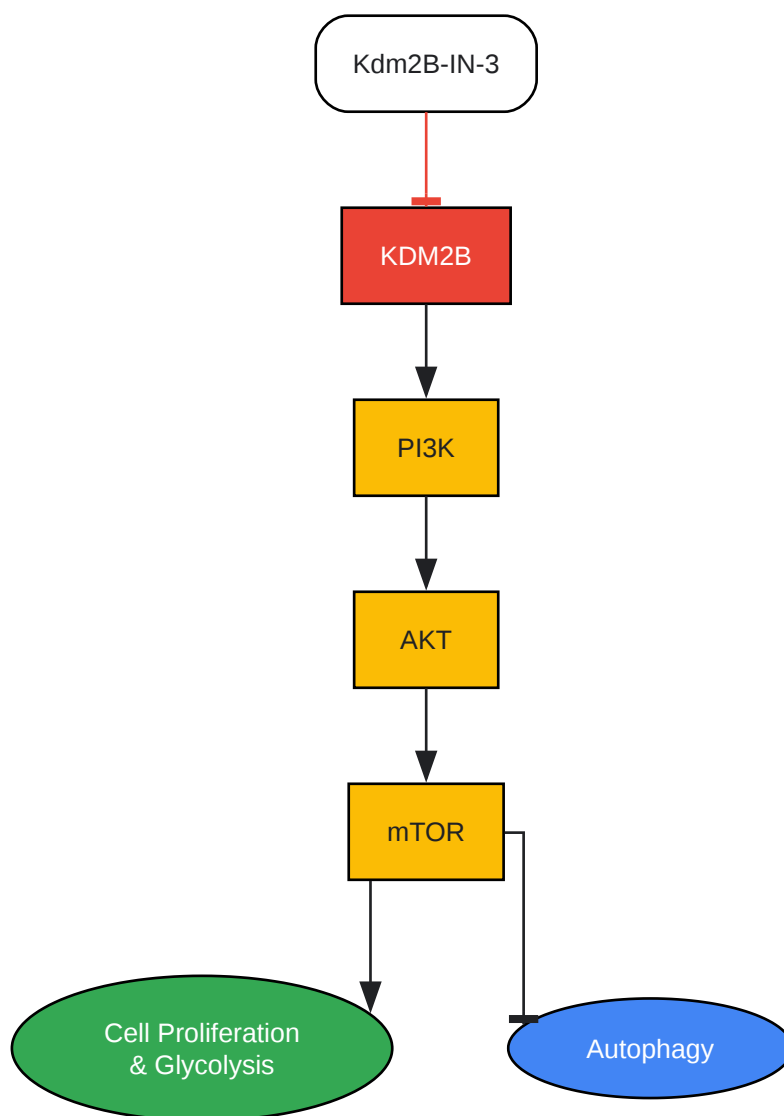 Kdm2B-IN-3
KDM2B
PI3K
AKT
mTOR
Cell Proliferation
& Glycolysis
Autophagy